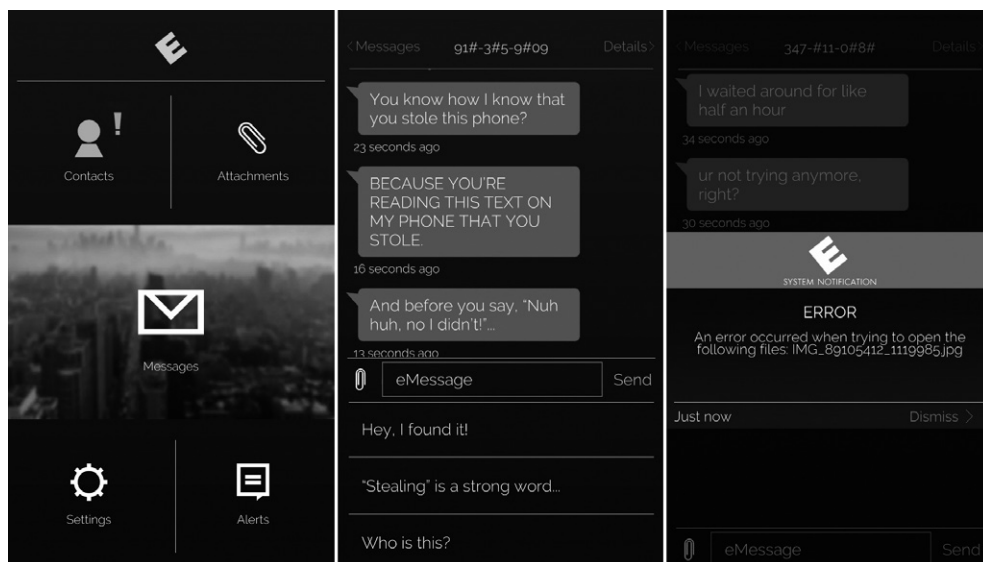 E
Contacts
!
Attachments
Messages
Settings
Alerts
<Messages 91#-3#5-9#09 Details>
You know how I know that
you stole this phone?
23 seconds ago
BECAUSE YOU'RE
READING THIS TEXT ON
MY PHONE THAT YOU
STOLE.
16 seconds ago
And before you say, "Nuh
huh, no I didn't!"...
13 seconds ago
eMessage
Send
Hey, I found it!
"Stealing" is a strong word...
Who is this?
<Messages 347-#11-0#8# Details>
I waited around for like
half an hour
34 seconds ago
ur not trying anymore,
right?
30 seconds ago
E
SYSTEM NOTIFICATION
ERROR
An error occurred when trying to open the
following files: IMG_89105412_1119985.jpg
Just now
Dismiss >
eMessage
Send